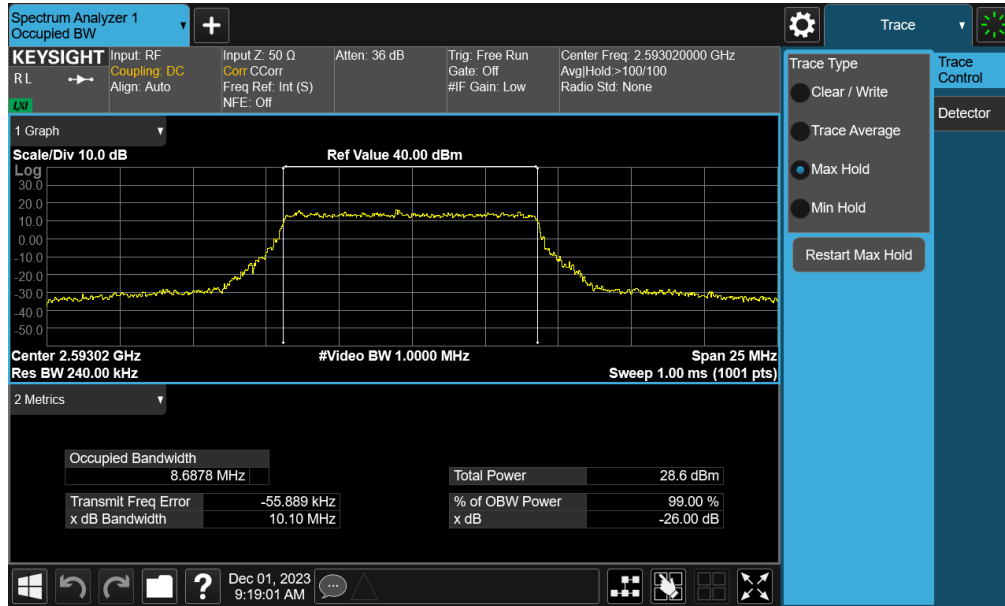 Spectrum Analyzer 1
Occupied BW
+
Trace
KEYSIGHT
R L
LXI
Input: RF
Coupling: DC
Align: Auto
Input Z: 50 Ω
Corr CCorr
Freq Ref: Int (S)
NFE: Off
Atten: 36 dB
Trig: Free Run
Gate: Off
#IF Gain: Low
Center Freq: 2.593020000 GHz
Avg|Hold:>100/100
Radio Std: None
Trace Type
Clear / Write
Trace Average
Max Hold
Min Hold
Restart Max Hold
Trace
Control
Detector
1 Graph
Scale/Div 10.0 dB
Ref Value 40.00 dBm
Log
30.0
20.0
10.0
0.00
-10.0
-20.0
-30.0
-40.0
-50.0
Center 2.59302 GHz
#Video BW 1.0000 MHz
Span 25 MHz
Res BW 240.00 kHz
Sweep 1.00 ms (1001 pts)
2 Metrics
Occupied Bandwidth
8.6878 MHz
Total Power 28.6 dBm
Transmit Freq Error -55.889 kHz
% of OBW Power 99.00 %
x dB Bandwidth 10.10 MHz
x dB -26.00 dB
?
Dec 01, 2023
9:19:01 AM